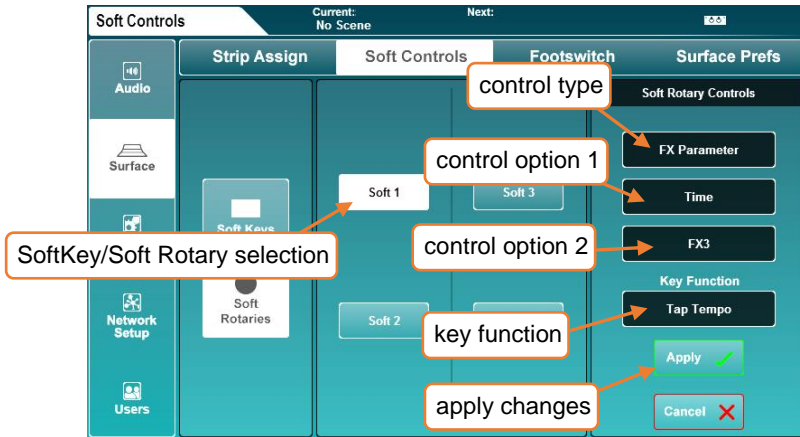 Soft Controls
Current:
No Scene
Next:
Strip Assign
Soft Controls
Footswitch
Surface Prefs
Audio
Surface
Network
Setup
Users
Soft Keys
Soft
Rotaries
Soft 1
Soft 3
Soft 2
Soft Rotary Controls
FX Parameter
Time
FX3
Key Function
Tap Tempo
Apply
Cancel
control type
control option 1
SoftKey/Soft Rotary selection
control option 2
key function
apply changes